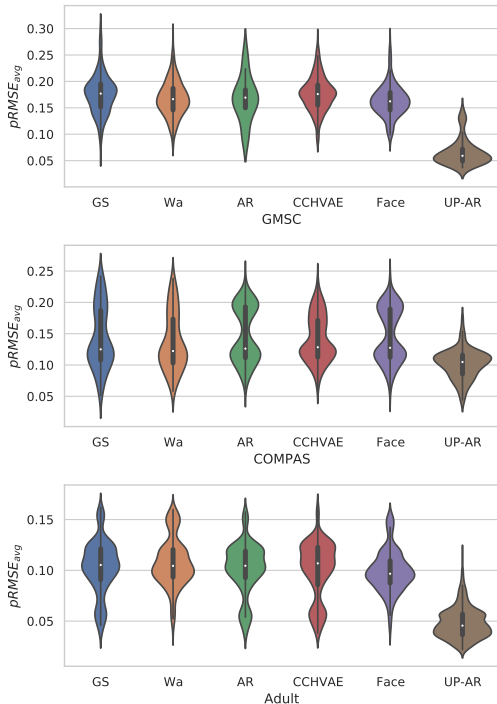 0.30
0.25
0.20
0.15
0.10
0.05
pRMSE_avg
GS Wa AR CCHVAE Face UP-AR
GMSC
0.25
0.20
0.15
0.10
0.05
pRMSE_avg
GS Wa AR CCHVAE Face UP-AR
COMPAS
0.15
0.10
0.05
pRMSE_avg
GS Wa AR CCHVAE Face UP-AR
Adult